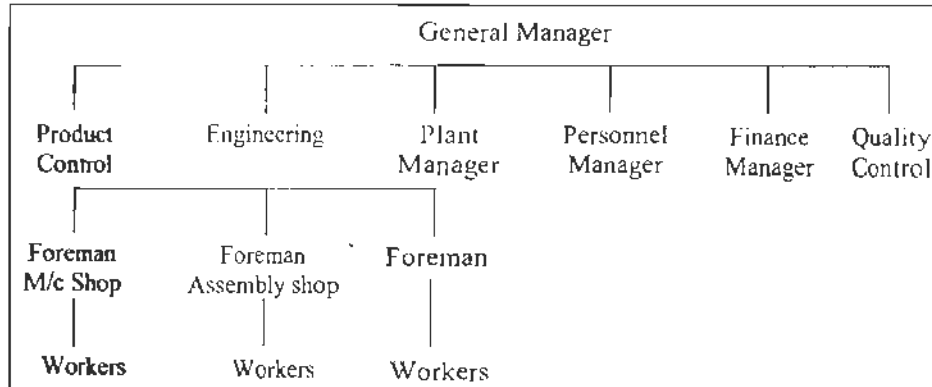 General Manager
Product Control
Engineering
Plant Manager
Personnel Manager
Finance Manager
Quality Control
Foreman M/c Shop
Foreman Assembly shop
Foreman
Workers
Workers
Workers